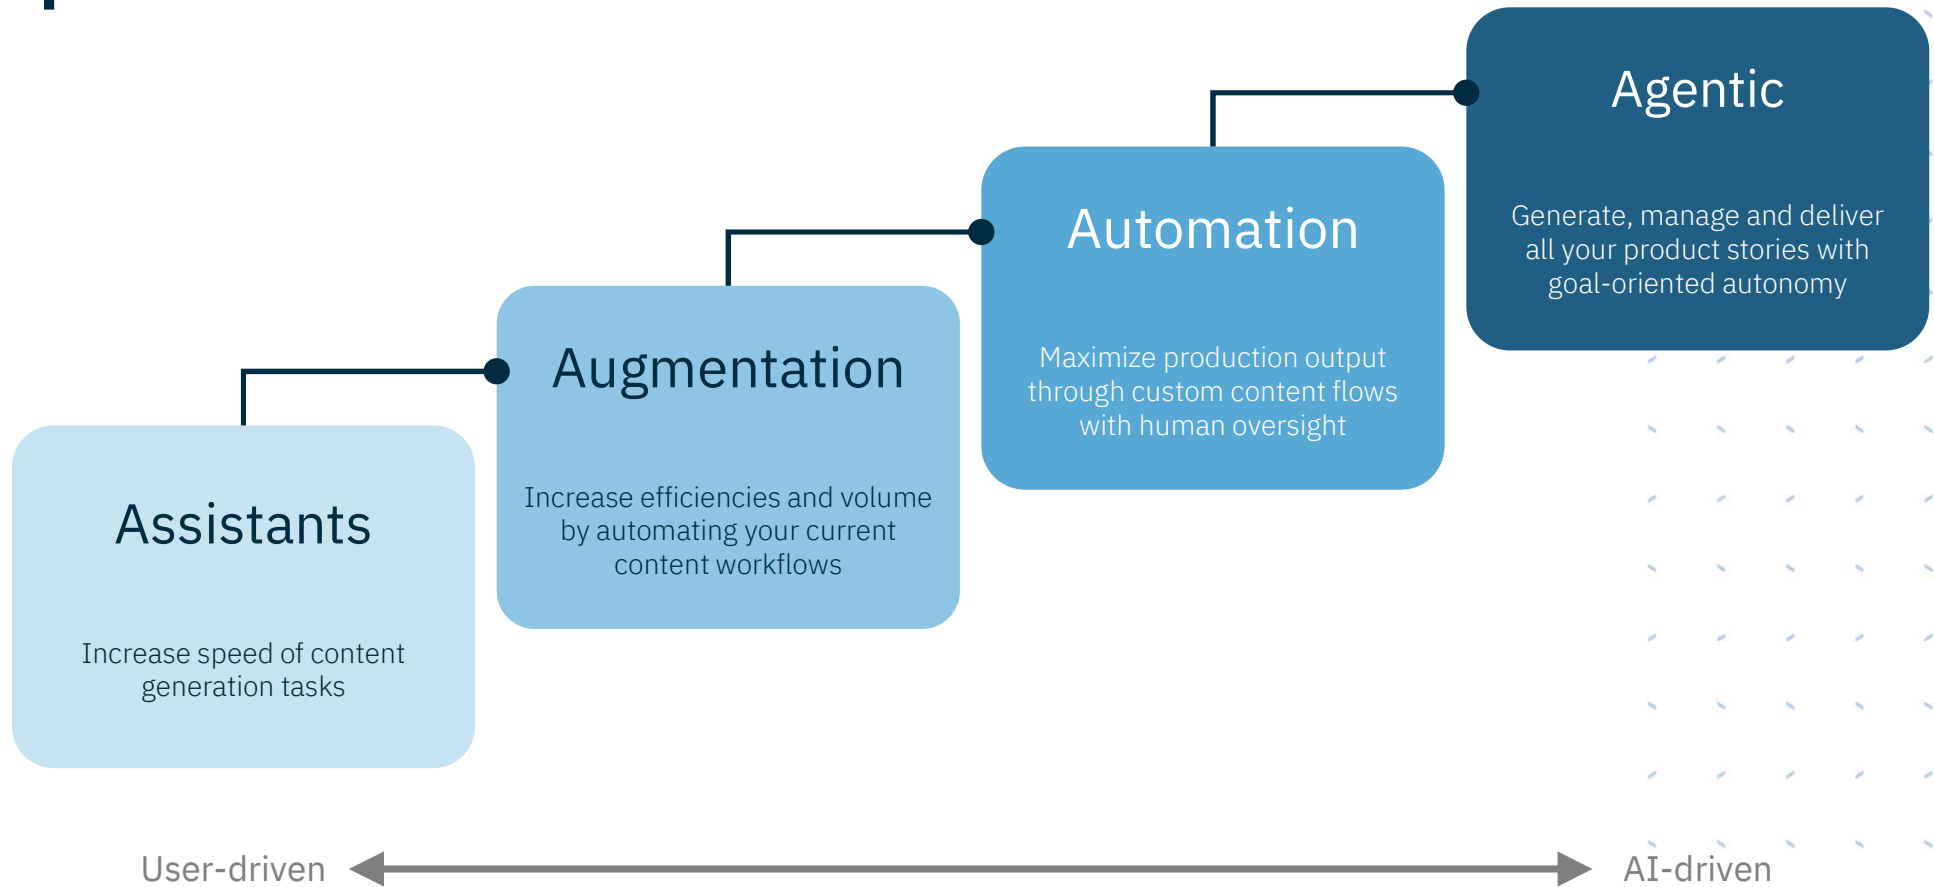 Agentic
Generate, manage and deliver
all your product stories with
goal-oriented autonomy
Automation
Maximize production output
through custom content flows
with human oversight
Augmentation
Increase efficiencies and volume
by automating your current
content workflows
Assistants
Increase speed of content
generation tasks
User-driven
AI-driven